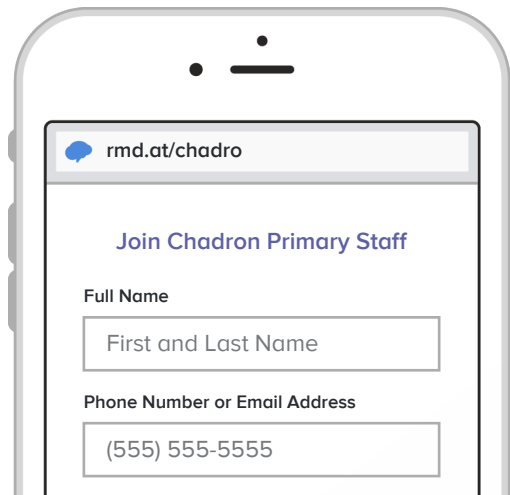 rmd.at/chadro
Join Chadron Primary Staff
Full Name
First and Last Name
Phone Number or Email Address
(555) 555-5555